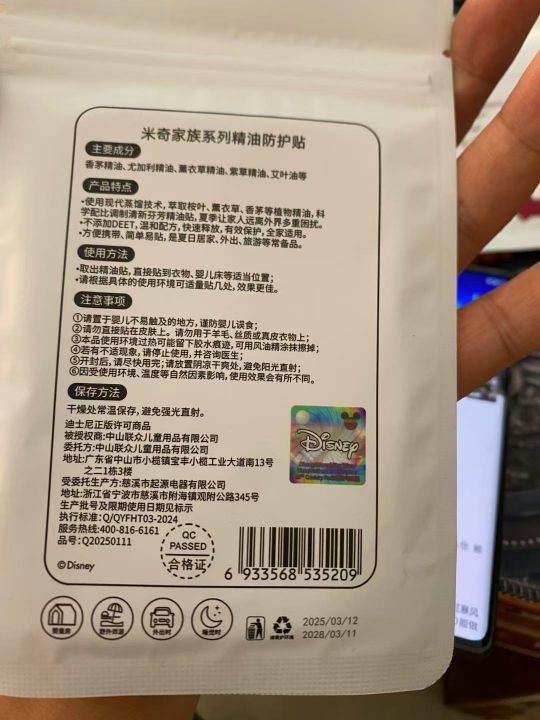 米奇家族系列精油防护贴
主要成分
香茅精油、尤加利精油、薰衣草精油、紫草精油、艾叶油等
产品特点
•使用现代蒸馏技术，萃取桉叶、薰衣草、香茅等植物精油，科
学配比调制清新芬芳精油贴，夏季让家人远离外界多重困扰。
•不添加DEET，温和配方，快速释放，有效保护，全家适用。
•方便携带、简单易贴，是夏日居家、外出、旅游等常备品。
使用方法
•取出精油贴，直接贴到衣物、婴儿床等适当位置；
•请根据具体的使用环境可适量贴几处，效果更佳。
注意事项
①请置于婴儿不易触及的地方，谨防婴儿误食；
②请勿直接贴在皮肤上。请勿用于羊毛、丝质或真皮衣物上；
③本品使用环境过热可能留下胶水痕迹，可用风油精涂抹擦掉；
④若有不适现象，请停止使用，并咨询医生；
⑤开封后，请尽快用完；请放置阴凉干爽处，避免阳光直射；
⑥因受使用环境、温度等自然因素影响，使用效果会有所不同。
保存方法
干燥处常温保存，避免强光直射。
迪士尼正版许可商品
被授权商：中山联众儿童用品有限公司
委托方：中山联众儿童用品有限公司
地址：广东省中山市小榄镇宝丰小榄工业大道南13号
之二1栋3楼
受委托生产方：慈溪市起源电器有限公司
地址：浙江省宁波市慈溪市附海镇观附公路345号
生产批号及限期使用日期见标示
执行标准：Q/QYFHT03-2024
服务热线：400-816-6161
品号：Q20250111
Disney
QC
PASSED
合格证
6 933568 535209
©Disney
野外郊游
外出时
睡觉时
2025/03/12
2028/03/11